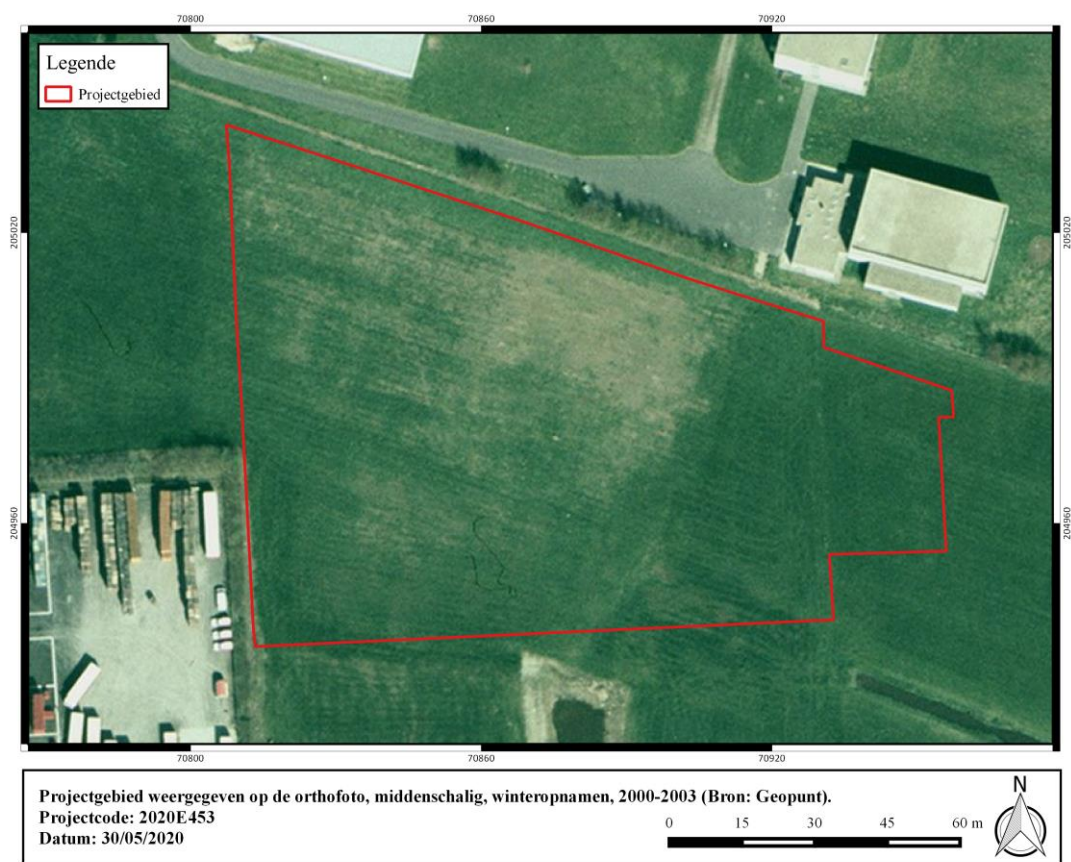 70800 70860 70920
Legende
Projectgebied
205020 205020
204960 204960
70800 70860 70920
Projectgebied weergegeven op de orthofoto, middenschalig, winteropnamen, 2000-2003 (Bron: Geopunt).
Projectcode: 2020E453
Datum: 30/05/2020
0 15 30 45 60 m
N